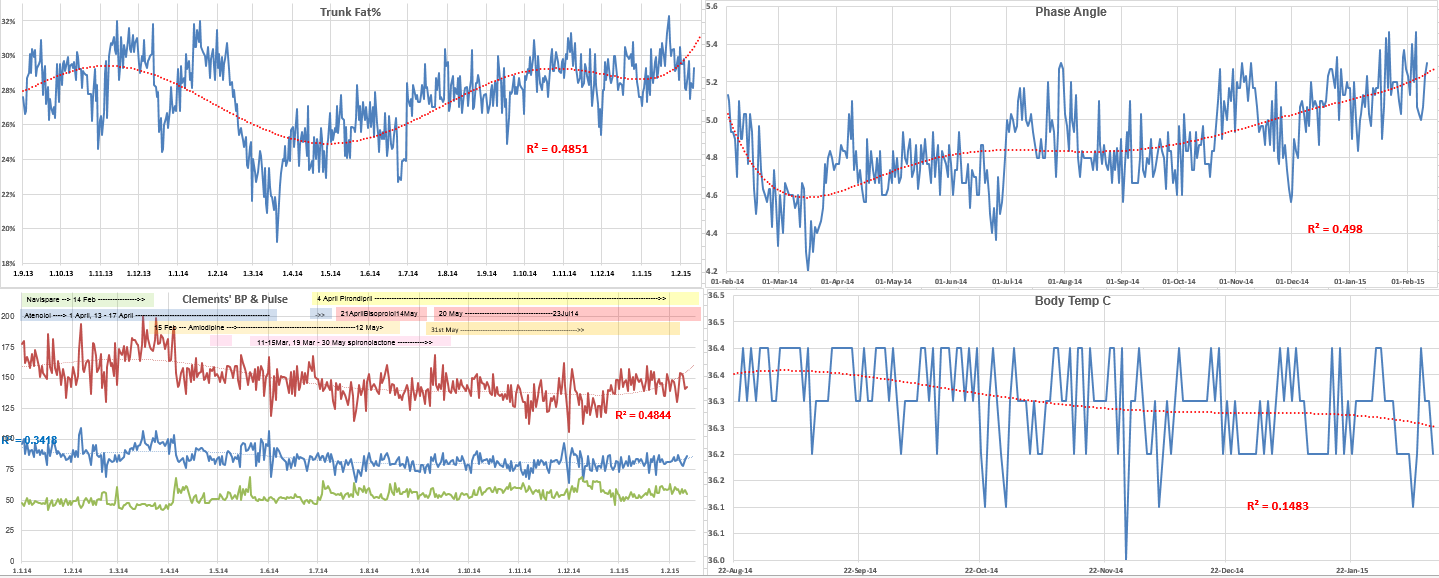 Trunk Fat%
32%
30%
28%
26%
24%
22%
20%
18%
R² = 0.4851
1.9.13 1.10.13 1.11.13 1.12.13 1.1.14 1.2.14 1.3.14 1.4.14 1.5.14 1.6.14 1.7.14 1.8.14 1.9.14 1.10.14 1.11.14 1.12.14 1.1.15 1.2.15
Phase Angle
5.6
5.4
5.2
5.0
4.8
4.6
4.4
4.2
R² = 0.498
01-Feb-14 01-Mar-14 01-Apr-14 01-May-14 01-Jun-14 01-Jul-14 01-Aug-14 01-Sep-14 01-Oct-14 01-Nov-14 01-Dec-14 01-Jan-15 01-Feb-15
Clements' BP & Pulse
Navispare --> 14 Feb --------------->>
4 April Pirondipril -->>
Atenolol ----> 1 April, 13 - 17 April
-->>
21AprilBisoprolol14May
20 May ----------------------------23Jul14
15 Feb --- Amlodipine --->---12 May>
31st May -->>
11-15Mar, 19 Mar - 30 May spironolactone ----------->>
200
175
150
125
75
50
25
0
R² = 0.4844
R² = 0.3418
1.1.14 1.2.14 1.3.14 1.4.14 1.5.14 1.6.14 1.7.14 1.8.14 1.9.14 1.10.14 1.11.14 1.12.14 1.1.15 1.2.15
Body Temp C
36.5
36.5
36.4
36.4
36.3
36.3
36.2
36.2
36.1
36.1
36.0
R² = 0.1483
22-Aug-14 22-Sep-14 22-Oct-14 22-Nov-14 22-Dec-14 22-Jan-15